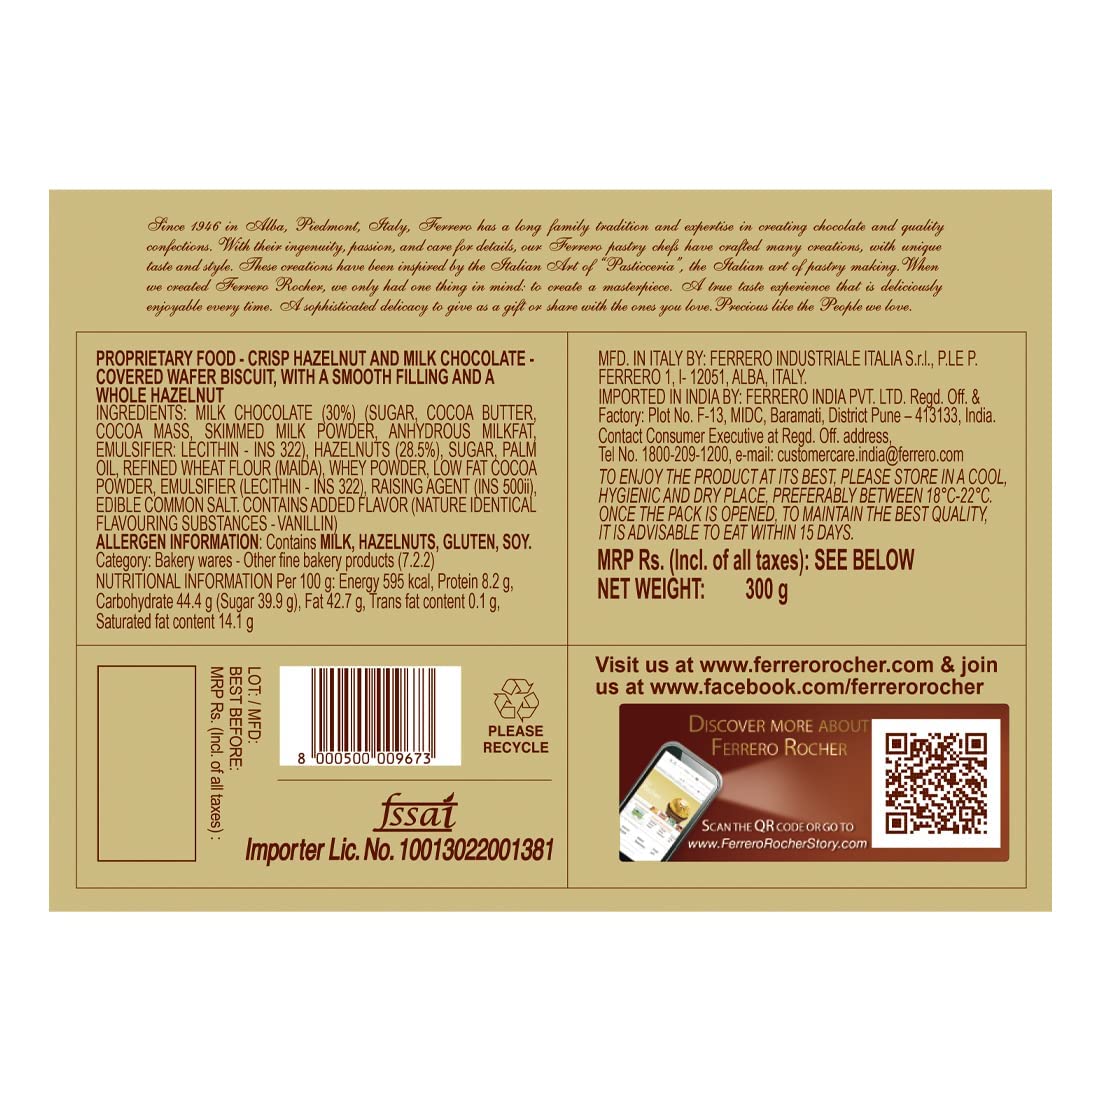 Since 1946 in Alba, Piedmont, Italy, Ferrero has a long family tradition and expertise in creating chocolate and quality
confections. With their ingenuity, passion, and care for details, our Ferrero pastry chefs have crafted many creations, with unique
taste and style. These creations have been inspired by the Italian Art of "Pasticceria", the Italian art of pastry making. When
we created Ferrero Rocher, we only had one thing in mind: to create a masterpiece. A true taste experience that is deliciously
enjoyable every time. A sophisticated delicacy to give as a gift or share with the ones you love. Precious like the People we love.
PROPRIETARY FOOD - CRISP HAZELNUT AND MILK CHOCOLATE -
COVERED WAFER BISCUIT, WITH A SMOOTH FILLING AND A
WHOLE HAZELNUT
INGREDIENTS: MILK CHOCOLATE (30%) (SUGAR, COCOA BUTTER,
COCOA MASS, SKIMMED MILK POWDER, ANHYDROUS MILKFAT,
EMULSIFIER: LECITHIN - INS 322), HAZELNUTS (28.5%), SUGAR, PALM
OIL, REFINED WHEAT FLOUR (MAIDA), WHEY POWDER, LOW FAT COCOA
POWDER, EMULSIFIER (LECITHIN - INS 322), RAISING AGENT (INS 500ii),
EDIBLE COMMON SALT. CONTAINS ADDED FLAVOR (NATURE IDENTICAL
FLAVOURING SUBSTANCES - VANILLIN)
ALLERGEN INFORMATION: Contains MILK, HAZELNUTS, GLUTEN, SOY.
Category: Bakery wares - Other fine bakery products (7.2.2)
NUTRITIONAL INFORMATION Per 100 g: Energy 595 kcal, Protein 8.2 g,
Carbohydrate 44.4 g (Sugar 39.9 g), Fat 42.7 g, Trans fat content 0.1 g,
Saturated fat content 14.1 g
MFD. IN ITALY BY: FERRERO INDUSTRIALE ITALIA S.r.l., P.LE P.
FERRERO 1, I- 12051, ALBA, ITALY.
IMPORTED IN INDIA BY: FERRERO INDIA PVT. LTD. Regd. Off. &
Factory: Plot No. F-13, MIDC, Baramati, District Pune – 413133, India.
Contact Consumer Executive at Regd. Off. address,
Tel No. 1800-209-1200, e-mail: customercare.india@ferrero.com
TO ENJOY THE PRODUCT AT ITS BEST, PLEASE STORE IN A COOL,
HYGIENIC AND DRY PLACE, PREFERABLY BETWEEN 18°C-22°C.
ONCE THE PACK IS OPENED, TO MAINTAIN THE BEST QUALITY,
IT IS ADVISABLE TO EAT WITHIN 15 DAYS.
MRP Rs. (Incl. of all taxes): SEE BELOW
NET WEIGHT: 300 g
LOT: / MFD:
BEST BEFORE:
MRP Rs. (Incl. of all taxes) :
8 000500 009673
PLEASE
RECYCLE
fssai
Importer Lic. No. 10013022001381
Visit us at www.ferrerorocher.com & join
us at www.facebook.com/ferrerorocher
DISCOVER MORE ABOUT
FERRERO ROCHER
SCAN THE QR CODE OR GO TO
www.FerreroRocherStory.com